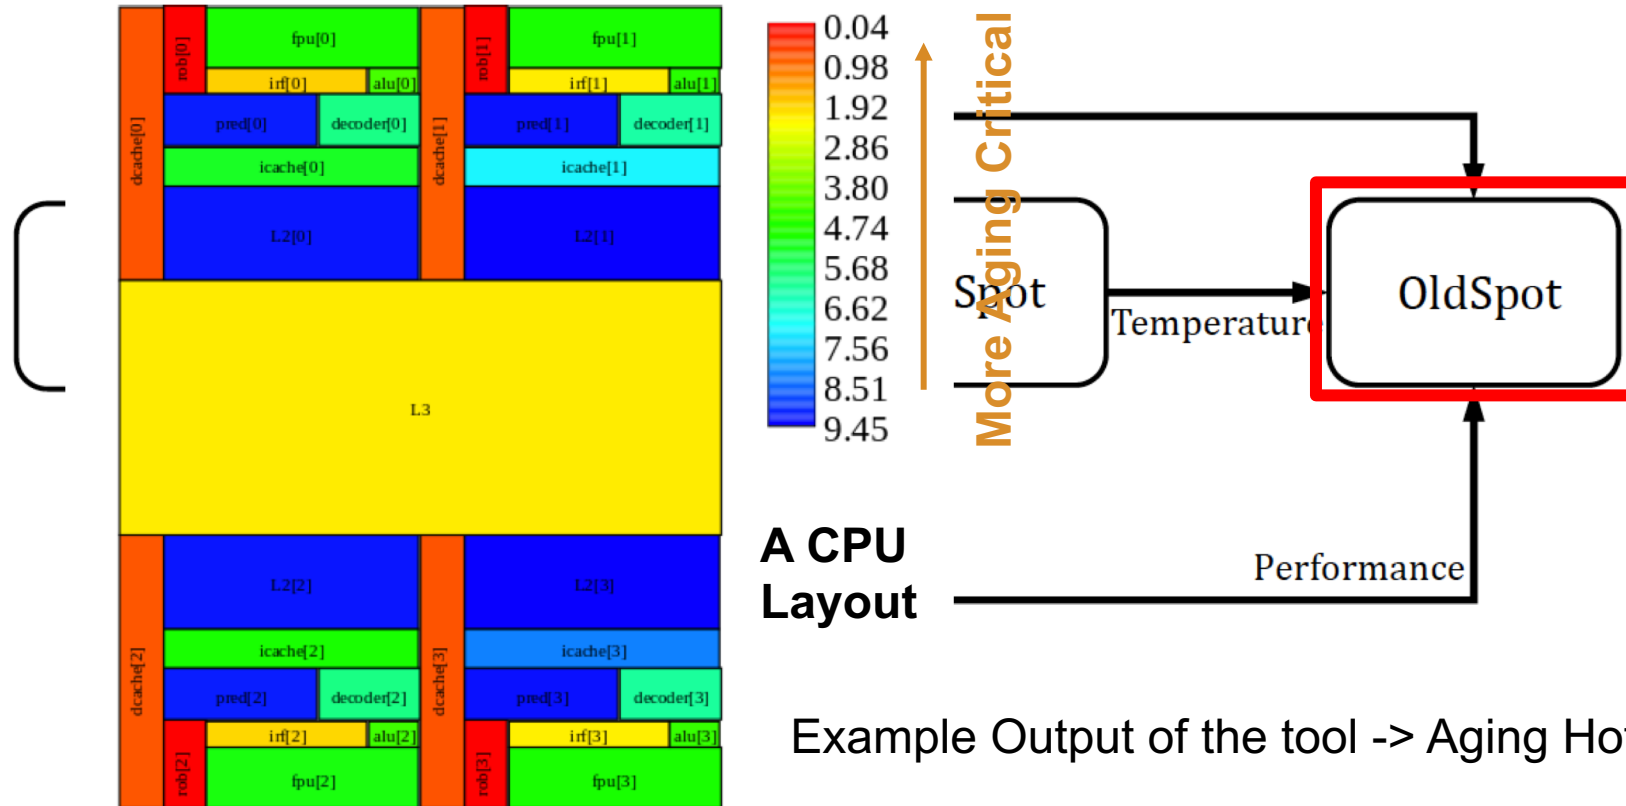 rob[0]
fpu[0]
rob[1]
fpu[1]
irf[0]
alu[0]
irf[1]
alu[1]
dcache[0]
pred[0]
decoder[0]
dcache[1]
pred[1]
decoder[1]
icache[0]
icache[1]
L2[0]
L2[1]
L3
L2[2]
L2[3]
dcache[2]
icache[2]
dcache[3]
icache[3]
pred[2]
decoder[2]
pred[3]
decoder[3]
rob[2]
irf[2]
alu[2]
rob[3]
irf[3]
alu[3]
fpu[2]
fpu[3]
0.04
0.98
1.92
2.86
3.80
4.74
5.68
6.62
7.56
8.51
9.45
More Aging Critical
Spot
Temperature
OldSpot
Performance
A CPU
Layout
Example Output of the tool -> Aging Hot